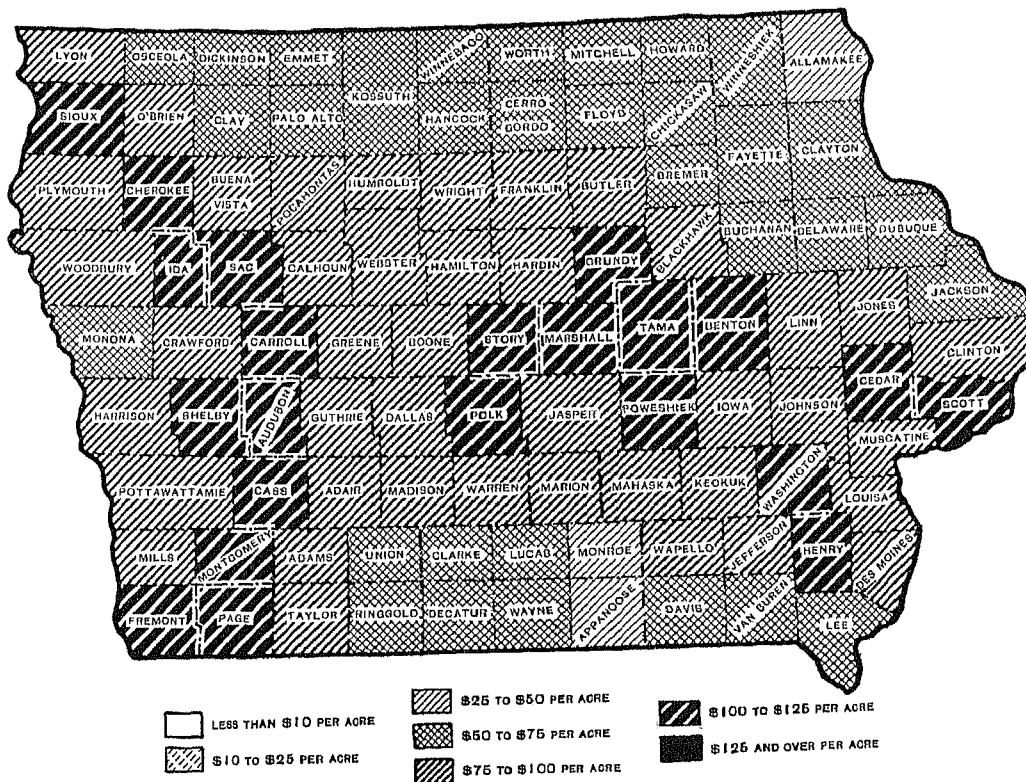 LYON OSCEOLA DICKINSON EMMET WINNEBAGO WORTH MITCHELL HOWARD WINNESHIEK ALLAMAKEE
SIOUX O'BRIEN CLAY PALO ALTO KOSSUTH HANCOCK CERRO GORDO FLOYD CHICKASAW
PLYMOUTH CHEROKEE BUENA VISTA POCAHONTAS HUMBOLDT WRIGHT FRANKLIN BUTLER BREMER FAYETTE CLAYTON
WOODBURY IDA SAC CALHOUN WEBSTER HAMILTON HARDIN GRUNDY BLACKHAWK BUCHANAN DELAWARE DUBUQUE
MONONA CRAWFORD CARROLL GREENE BOONE STORY MARSHALL TAMA BENTON LINN JONES JACKSON
CLINTON
HARRISON SHELBY AUDUBON GUTHRIE DALLAS POLK JASPER POWESHIEK IOWA JOHNSON CEDAR SCOTT
MUSCATINE
POTTAWATTAMIE CASS ADAIR MADISON WARREN MARION MAHASKA KEOKUK WASHINGTON LOUISA
MILLS MONTGOMERY ADAMS UNION CLARKE LUCAS MONROE WAPELLO JEFFERSON HENRY DES MOINES
FREMONT PAGE TAYLOR RINGGOLD DECATUR WAYNE APPANOOSE DAVIS VAN BUREN LEE
LESS THAN $10 PER ACRE
$10 TO $25 PER ACRE
$25 TO $50 PER ACRE
$50 TO $75 PER ACRE
$75 TO $100 PER ACRE
$100 TO $125 PER ACRE
$125 AND OVER PER ACRE